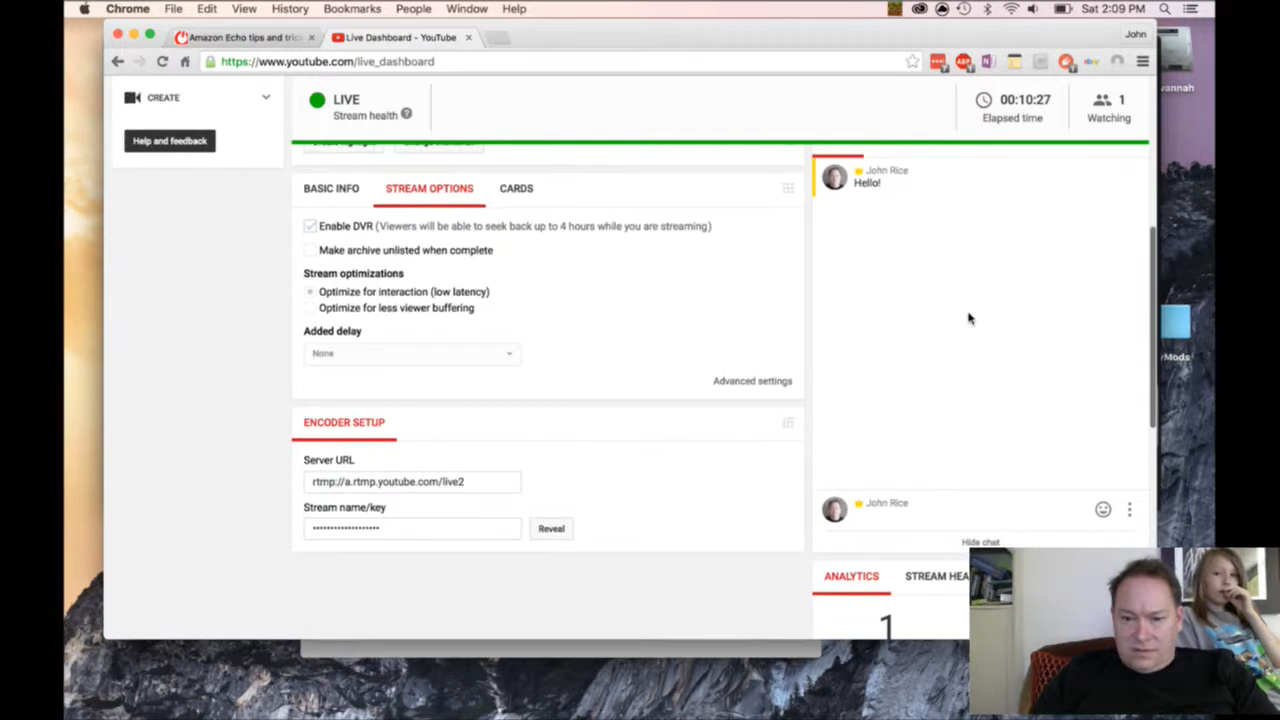 Chrome File Edit View History Bookmarks People Window Help
Sat 2:09 PM
Amazon Echo tips and tric
Live Dashboard - YouTube
John
https://www.youtube.com/live_dashboard
CREATE
Help and feedback
LIVE
Stream health
00:10:27
Elapsed time
1
Watching
BASIC INFO
STREAM OPTIONS
CARDS
Enable DVR (Viewers will be able to seek back up to 4 hours while you are streaming)
Make archive unlisted when complete
Stream optimizations
Optimize for interaction (low latency)
Optimize for less viewer buffering
Added delay
None
Advanced settings
ENCODER SETUP
Server URL
rtmp://a.rtmp.youtube.com/live2
Stream name/key
Reveal
John Rice
Hello!
John Rice
Hide chat
ANALYTICS
STREAM HEA
1
vannah
yMods